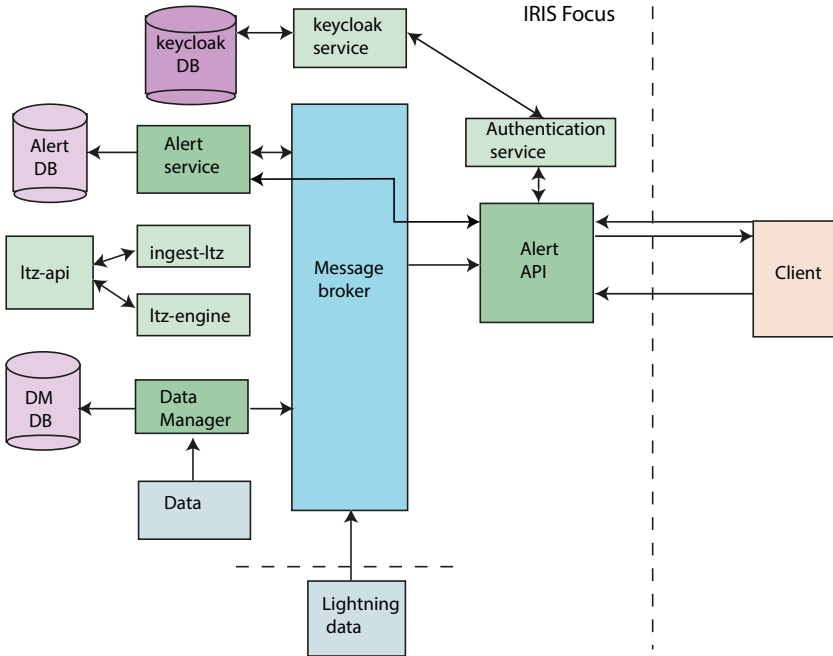 IRIS Focus
keycloak
DB
keycloak
service
Alert
DB
Alert
service
Authentication
service
ltz-api
ingest-ltz
ltz-engine
Message
broker
Alert
API
Client
DM
DB
Data
Manager
Data
Lightning
data